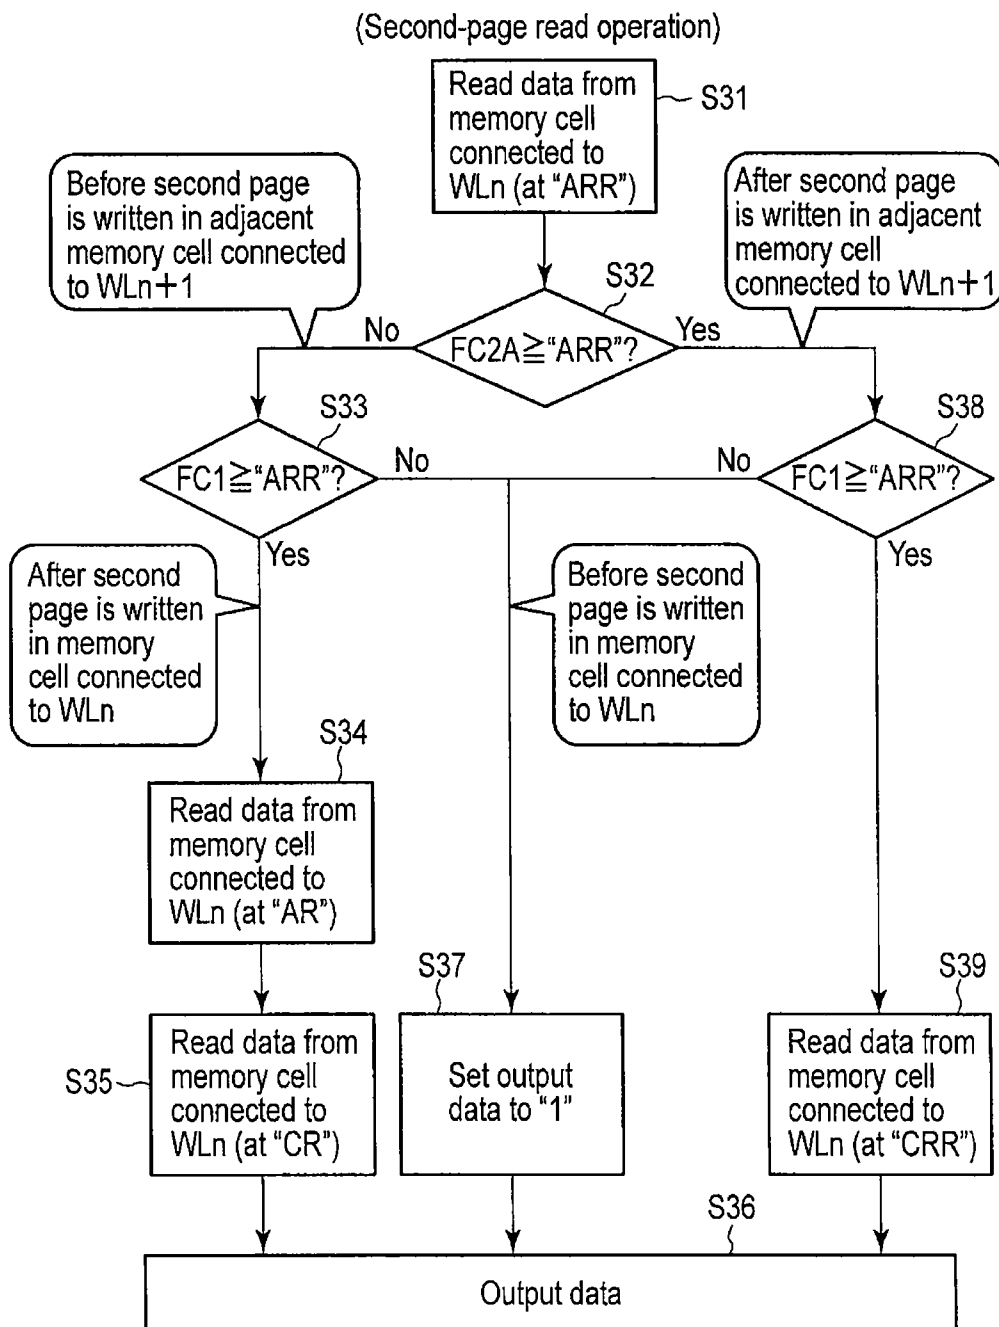 (Second-page read operation)
Read data from
memory cell
connected to
WLn (at “ARR”)
S31
Before second page
is written in adjacent
memory cell connected
to WLn+1
After second page
is written in adjacent
memory cell
connected to WLn+1
S32
No
FC2A≧“ARR”?
Yes
S33
FC1≧“ARR”?
No
Yes
S38
No
FC1≧“ARR”?
Yes
After second
page is written
in memory
cell connected
to WLn
Before second
page is written
in memory
cell connected
to WLn
S34
Read data from
memory cell
connected to
WLn (at “AR”)
S35
Read data from
memory cell
connected to
WLn (at “CR”)
S37
Set output
data to “1”
S39
Read data from
memory cell
connected to
WLn (at “CRR”)
S36
Output data